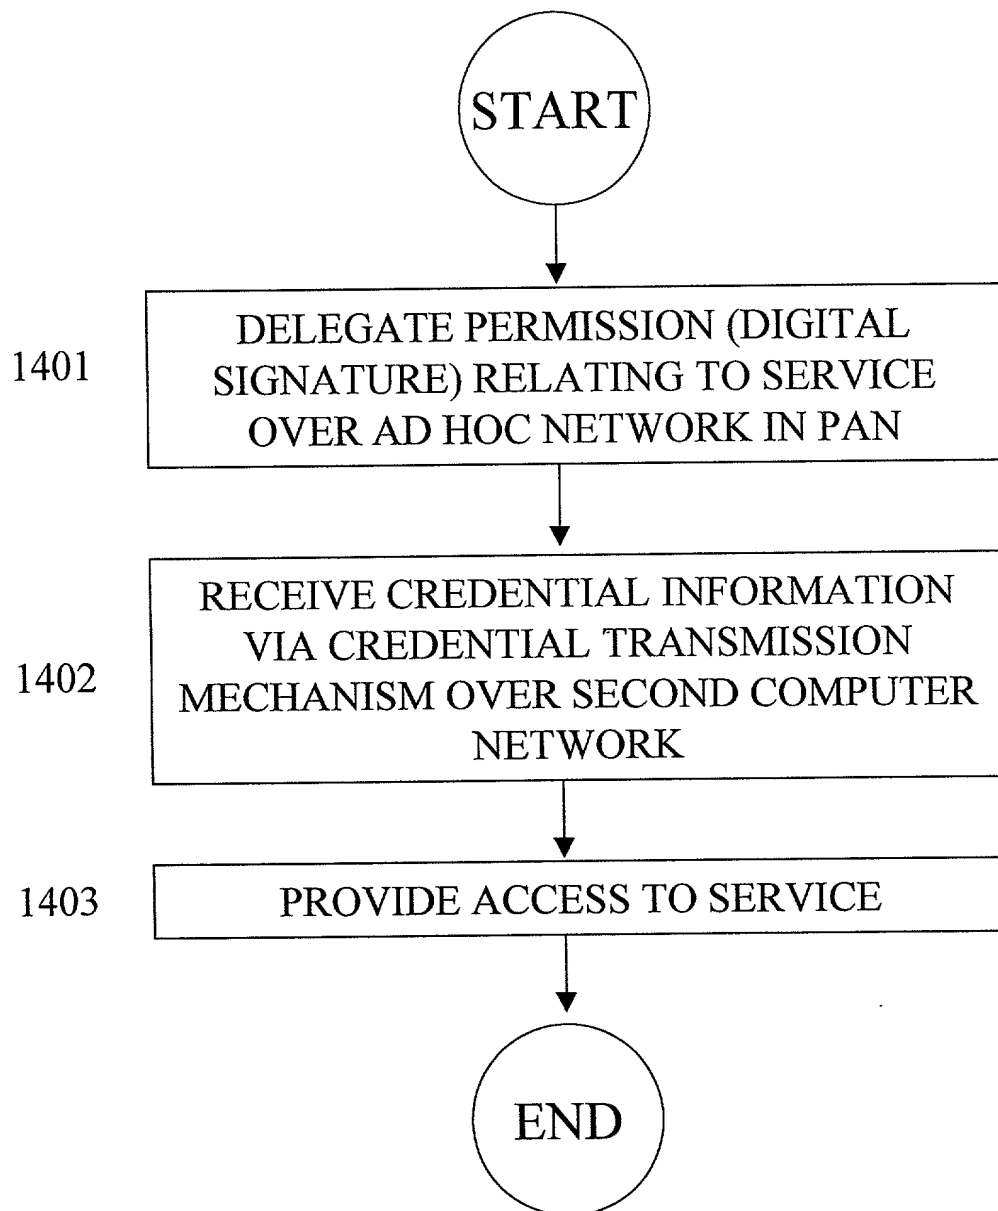 START
1401
DELEGATE PERMISSION (DIGITAL
SIGNATURE) RELATING TO SERVICE
OVER AD HOC NETWORK IN PAN
1402
RECEIVE CREDENTIAL INFORMATION
VIA CREDENTIAL TRANSMISSION
MECHANISM OVER SECOND COMPUTER
NETWORK
1403
PROVIDE ACCESS TO SERVICE
END